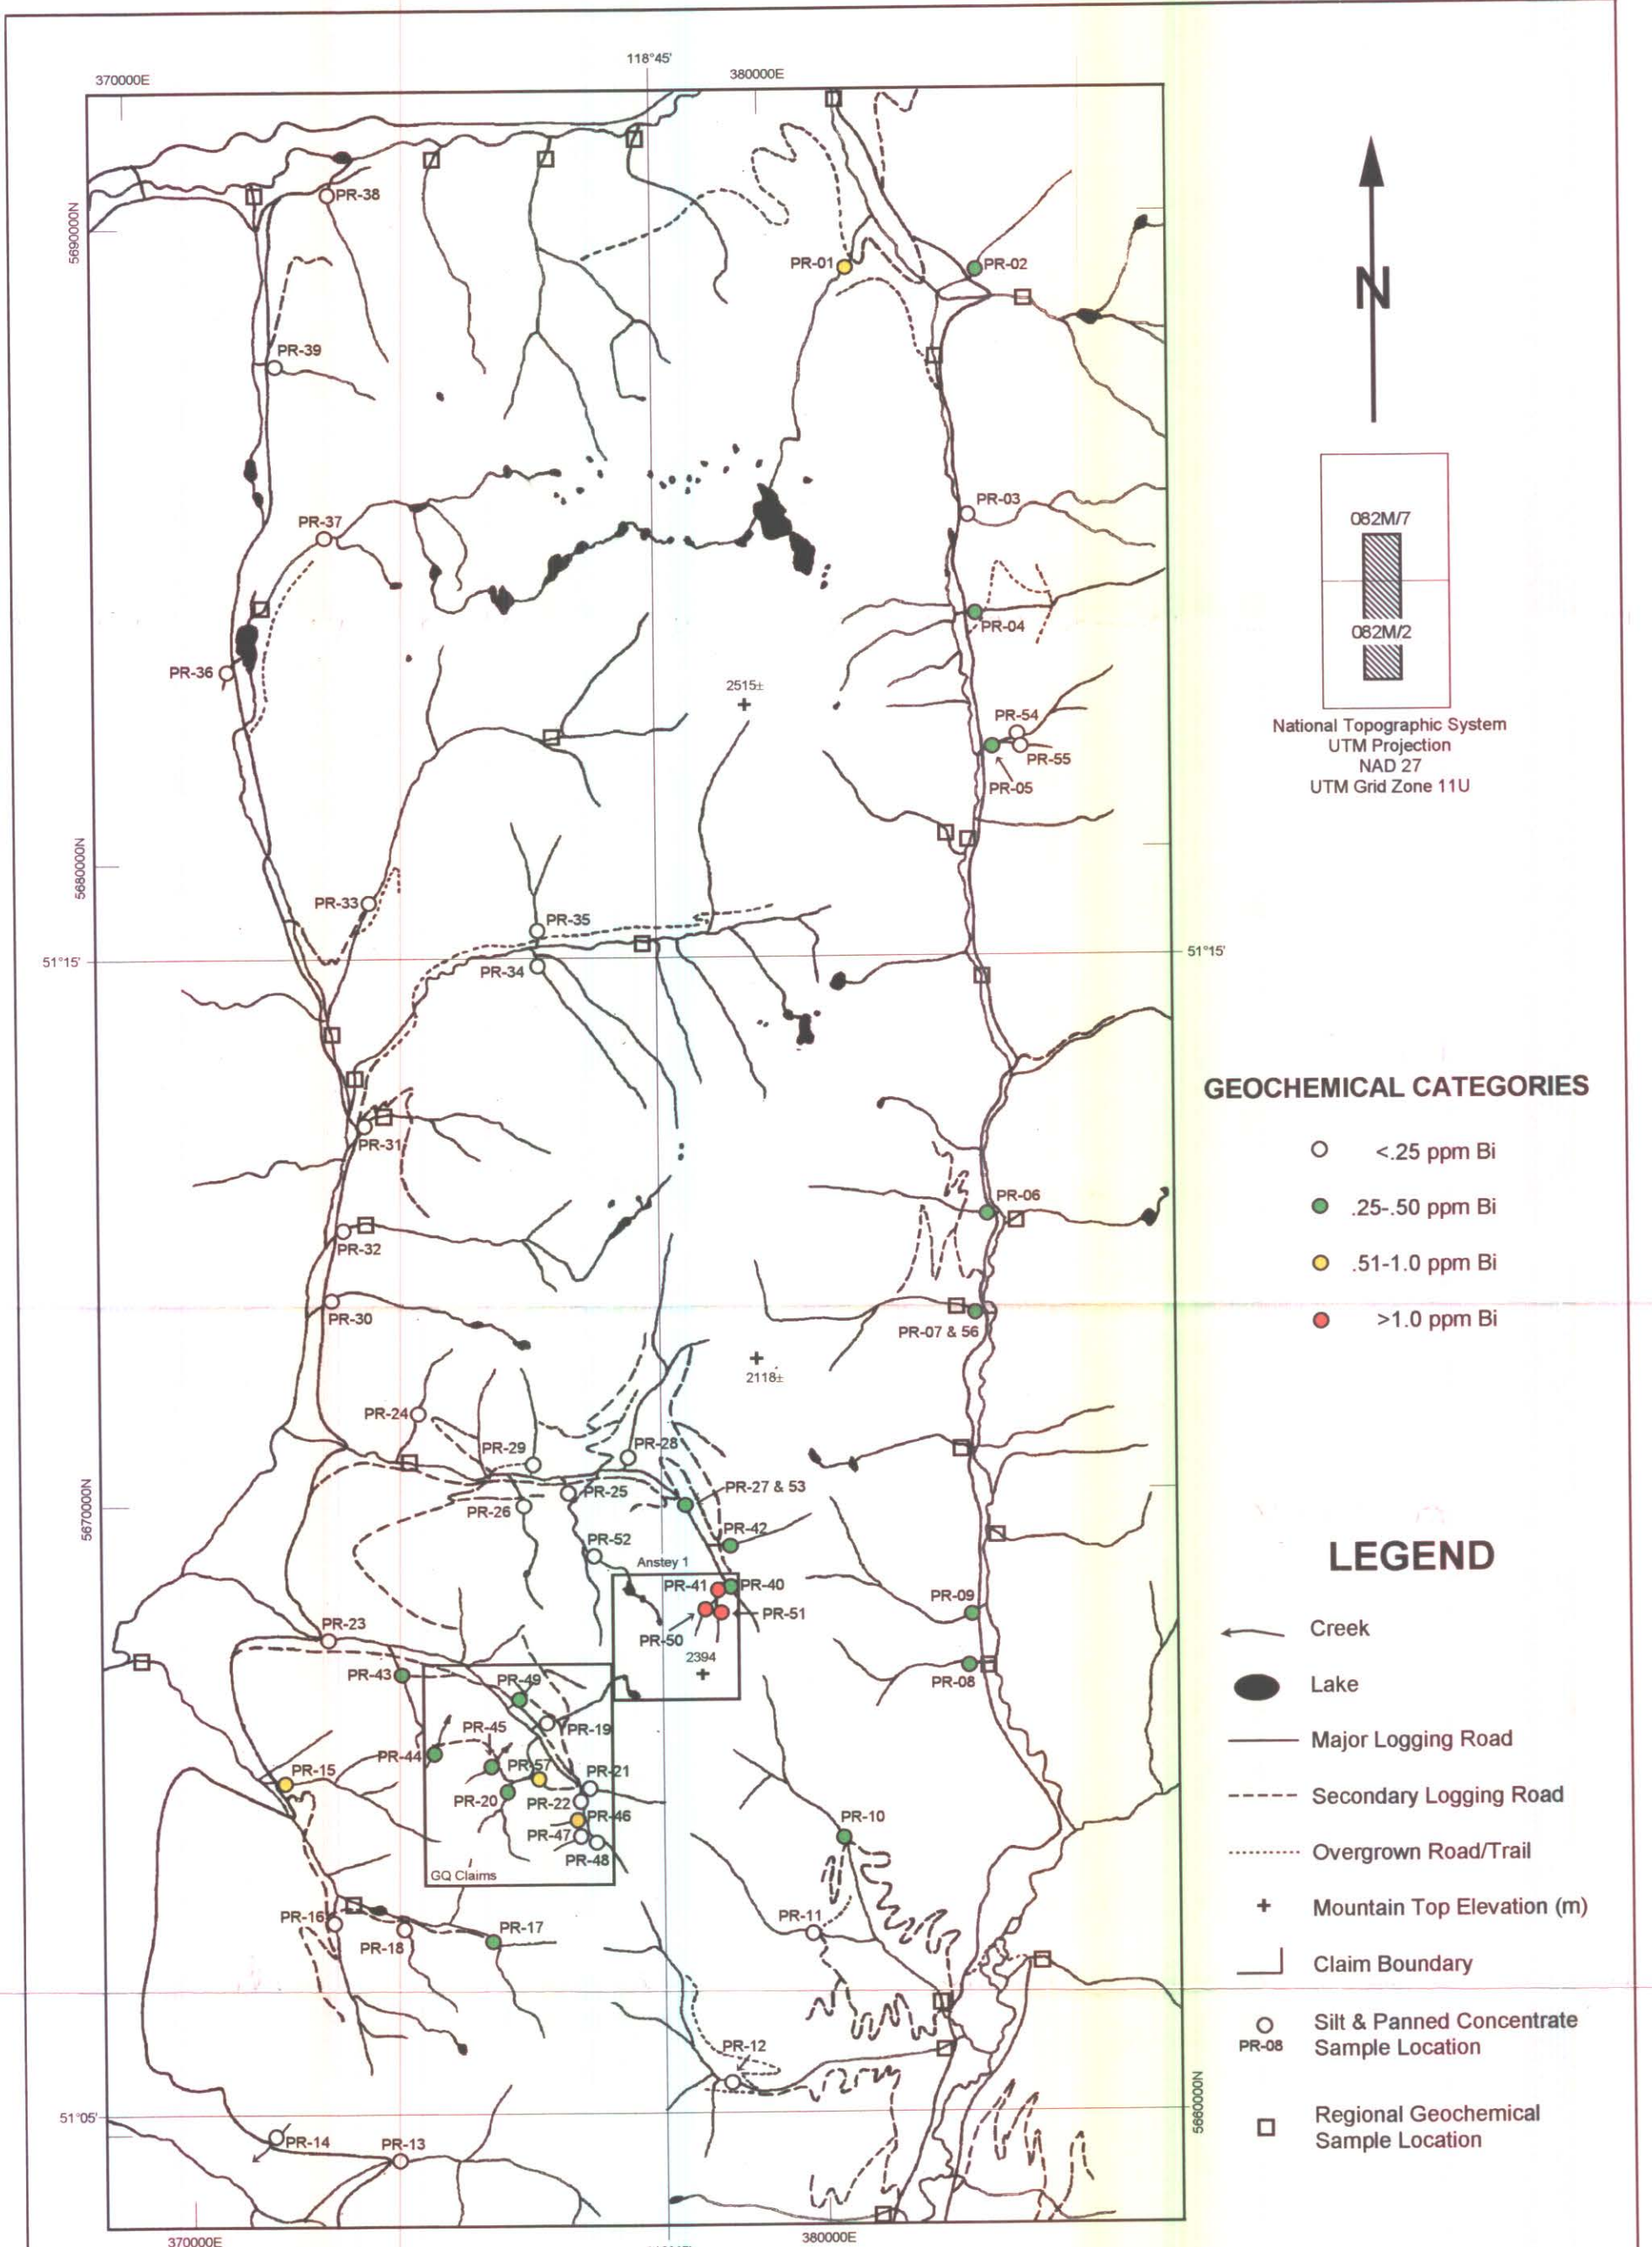 118°45'
370000E
380000E
5690000N
PR-38
PR-01
PR-02
N
PR-39
PR-03
PR-37
082M/7
PR-04
082M/2
PR-36
2515±
PR-54
National Topographic System
UTM Projection
NAD 27
UTM Grid Zone 11U
PR-55
PR-05
5680000N
PR-33
PR-35
51°15'
51°15'
PR-34
GEOCHEMICAL CATEGORIES
PR-31
<.25 ppm Bi
PR-06
.25-.50 ppm Bi
PR-32
.51-1.0 ppm Bi
PR-30
>1.0 ppm Bi
PR-07 & 56
2118±
PR-24
PR-29
PR-28
PR-27 & 53
PR-25
PR-26
5670000N
PR-42
PR-52
Anstey 1
LEGEND
PR-41
PR-40
PR-09
PR-51
PR-23
PR-50
Creek
2394
PR-43
PR-49
PR-08
Lake
PR-45
PR-19
Major Logging Road
PR-44
PR-15
PR-57
PR-21
Secondary Logging Road
PR-20
PR-22
PR-46
PR-10
PR-47
Overgrown Road/Trail
PR-48
GQ Claims
Mountain Top Elevation (m)
PR-16
PR-17
PR-11
PR-18
Claim Boundary
Silt & Panned Concentrate
Sample Location
PR-08
PR-12
5660000N
51°05'
Regional Geochemical
Sample Location
PR-14
PR-13
370000E
380000E